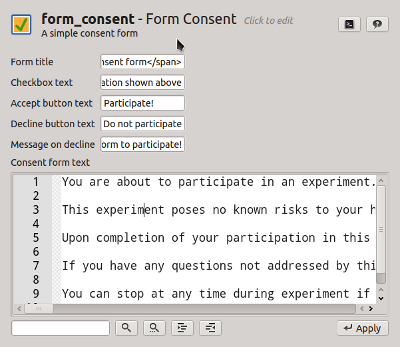 form_consent - Form Consent Click to edit
A simple consent form
Form title nsent form</span>
Checkbox text ation shown above
Accept button text Participate!
Decline button text Do not participate
Message on decline orm to participate!
Consent form text
1 You are about to participate in an experiment.
2
3 This experiment poses no known risks to your h
4
5 Upon completion of your participation in this
6
7 If you have any questions not addressed by thi
8
9 You can stop at any time during experiment if
Apply